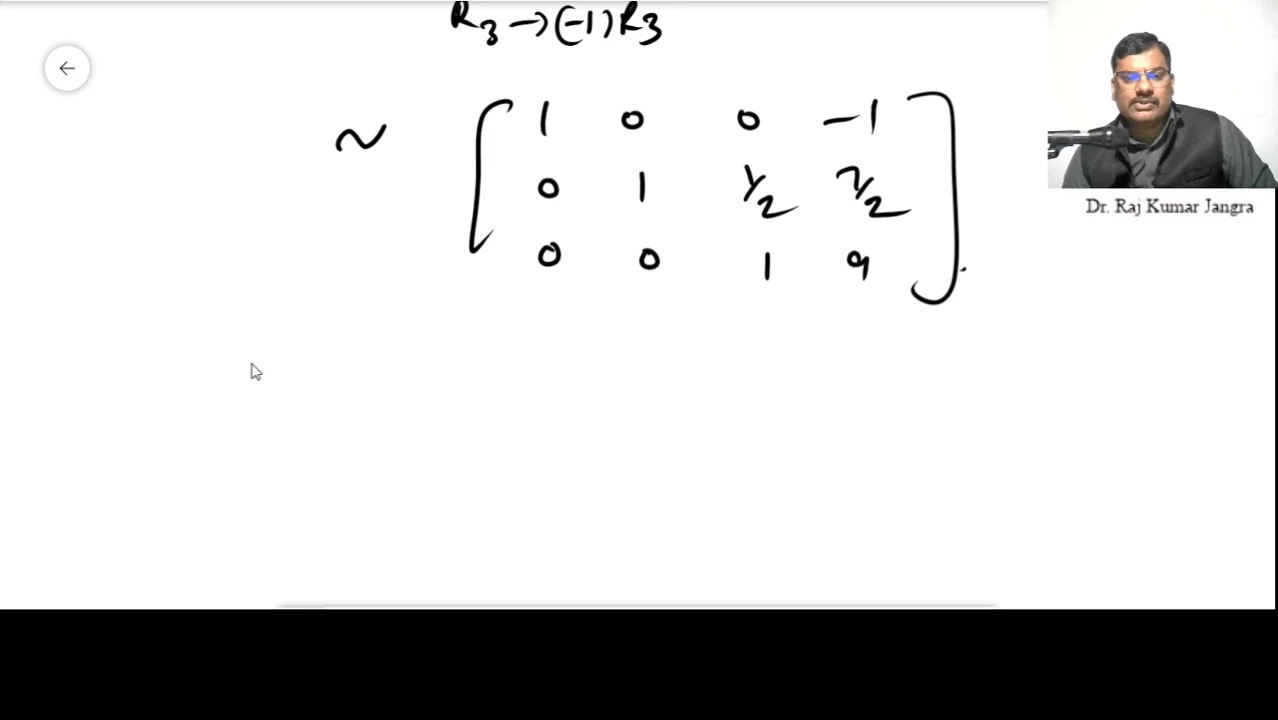 R3 → (-1)R3
~ [ 1 0 0 -1
0 1 1/2 7/2
0 0 1 9 ].
Dr. Raj Kumar Jangra